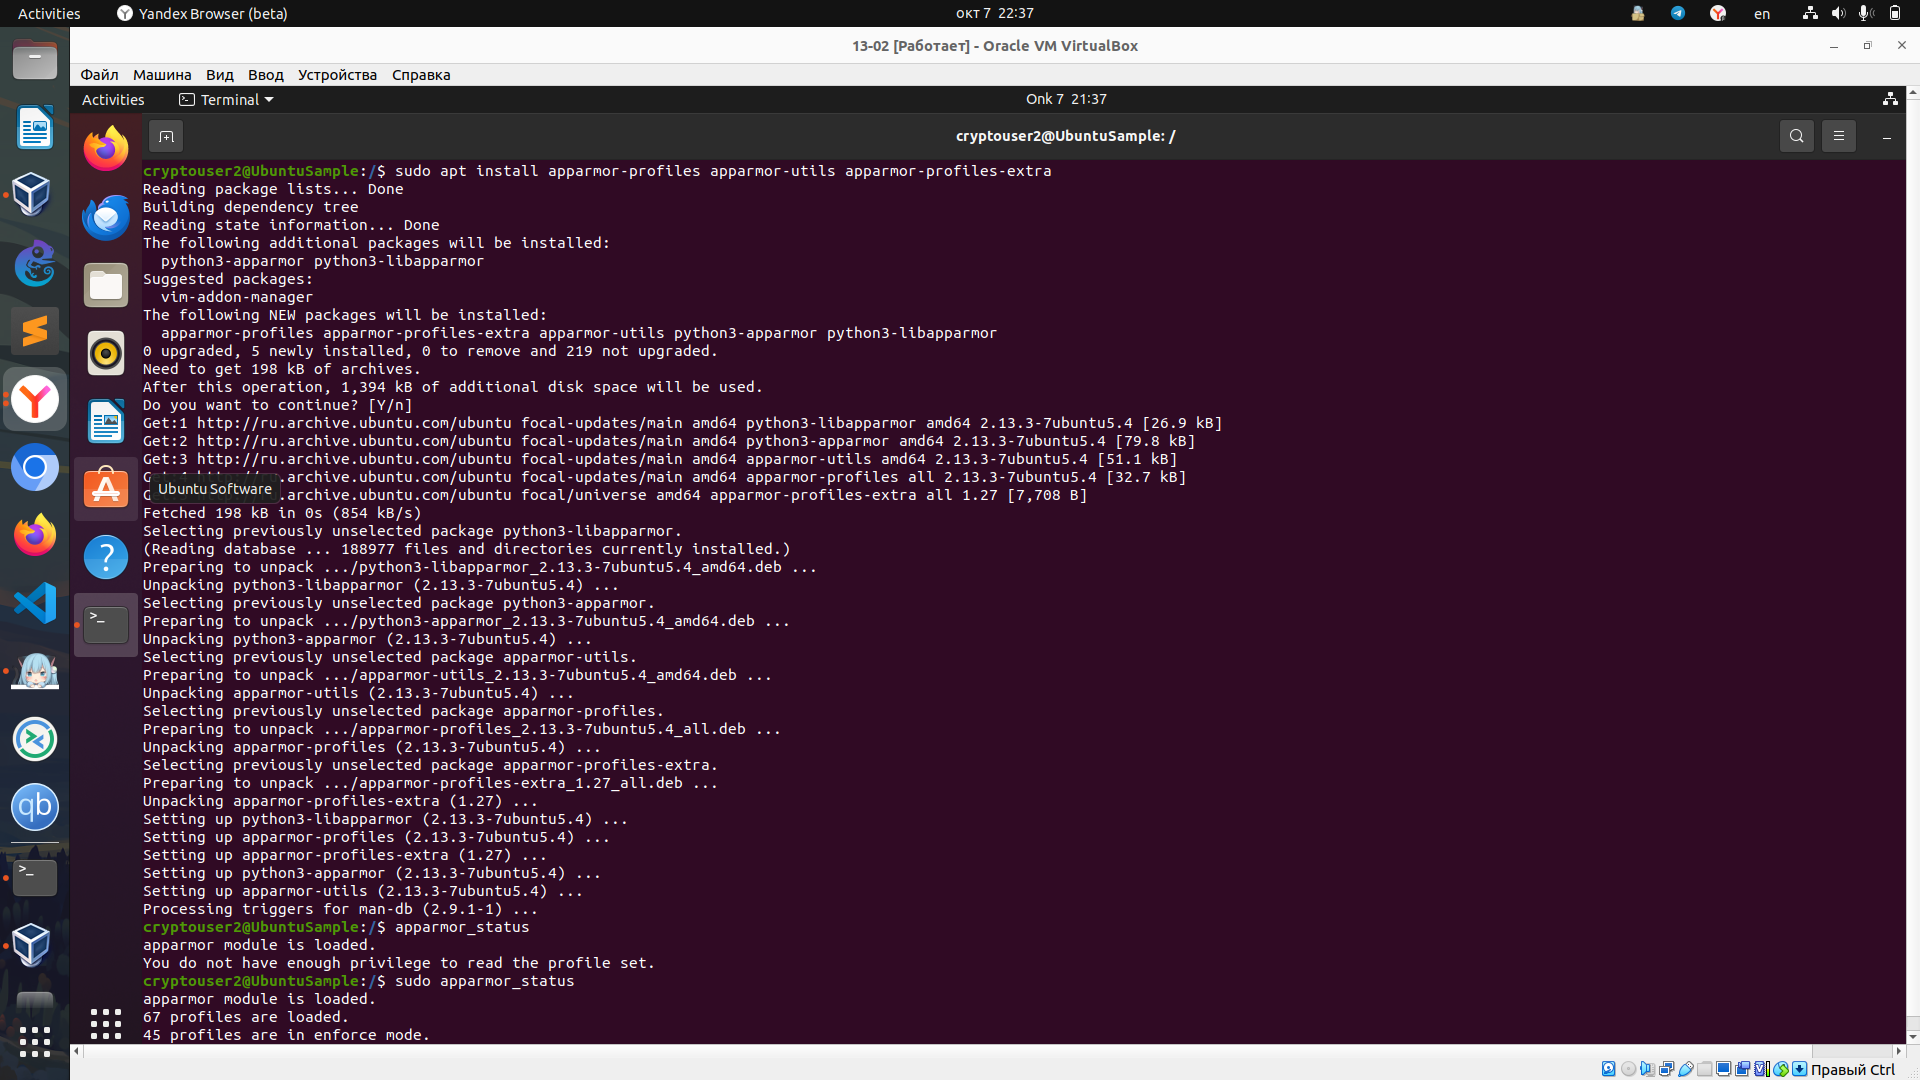 Activities
Yandex Browser (beta)
окт 7 22:37
en
13-02 [Работает] - Oracle VM VirtualBox
Файл Машина Вид Ввод Устройства Справка
Activities
Terminal
Onk 7 21:37
cryptouser2@UbuntuSample: /
cryptouser2@UbuntuSample:/$ sudo apt install apparmor-profiles apparmor-utils apparmor-profiles-extra
Reading package lists... Done
Building dependency tree
Reading state information... Done
The following additional packages will be installed:
  python3-apparmor python3-libapparmor
Suggested packages:
  vim-addon-manager
The following NEW packages will be installed:
  apparmor-profiles apparmor-profiles-extra apparmor-utils python3-apparmor python3-libapparmor
0 upgraded, 5 newly installed, 0 to remove and 219 not upgraded.
Need to get 198 kB of archives.
After this operation, 1,394 kB of additional disk space will be used.
Do you want to continue? [Y/n]
Get:1 http://ru.archive.ubuntu.com/ubuntu focal-updates/main amd64 python3-libapparmor amd64 2.13.3-7ubuntu5.4 [26.9 kB]
Get:2 http://ru.archive.ubuntu.com/ubuntu focal-updates/main amd64 python3-apparmor amd64 2.13.3-7ubuntu5.4 [79.8 kB]
Get:3 http://ru.archive.ubuntu.com/ubuntu focal-updates/main amd64 apparmor-utils amd64 2.13.3-7ubuntu5.4 [51.1 kB]
Get:4 http://ru.archive.ubuntu.com/ubuntu focal-updates/main amd64 apparmor-profiles all 2.13.3-7ubuntu5.4 [32.7 kB]
Ubuntu Software
.archive.ubuntu.com/ubuntu focal/universe amd64 apparmor-profiles-extra all 1.27 [7,708 B]
Fetched 198 kB in 0s (854 kB/s)
Selecting previously unselected package python3-libapparmor.
(Reading database ... 188977 files and directories currently installed.)
Preparing to unpack .../python3-libapparmor_2.13.3-7ubuntu5.4_amd64.deb ...
Unpacking python3-libapparmor (2.13.3-7ubuntu5.4) ...
Selecting previously unselected package python3-apparmor.
Preparing to unpack .../python3-apparmor_2.13.3-7ubuntu5.4_amd64.deb ...
Unpacking python3-apparmor (2.13.3-7ubuntu5.4) ...
Selecting previously unselected package apparmor-utils.
Preparing to unpack .../apparmor-utils_2.13.3-7ubuntu5.4_amd64.deb ...
Unpacking apparmor-utils (2.13.3-7ubuntu5.4) ...
Selecting previously unselected package apparmor-profiles.
Preparing to unpack .../apparmor-profiles_2.13.3-7ubuntu5.4_all.deb ...
Unpacking apparmor-profiles (2.13.3-7ubuntu5.4) ...
Selecting previously unselected package apparmor-profiles-extra.
Preparing to unpack .../apparmor-profiles-extra_1.27_all.deb ...
Unpacking apparmor-profiles-extra (1.27) ...
Setting up python3-libapparmor (2.13.3-7ubuntu5.4) ...
Setting up apparmor-profiles (2.13.3-7ubuntu5.4) ...
Setting up apparmor-profiles-extra (1.27) ...
Setting up python3-apparmor (2.13.3-7ubuntu5.4) ...
Setting up apparmor-utils (2.13.3-7ubuntu5.4) ...
Processing triggers for man-db (2.9.1-1) ...
cryptouser2@UbuntuSample:/$ apparmor_status
apparmor module is loaded.
You do not have enough privilege to read the profile set.
cryptouser2@UbuntuSample:/$ sudo apparmor_status
apparmor module is loaded.
67 profiles are loaded.
45 profiles are in enforce mode.
Правый Ctrl